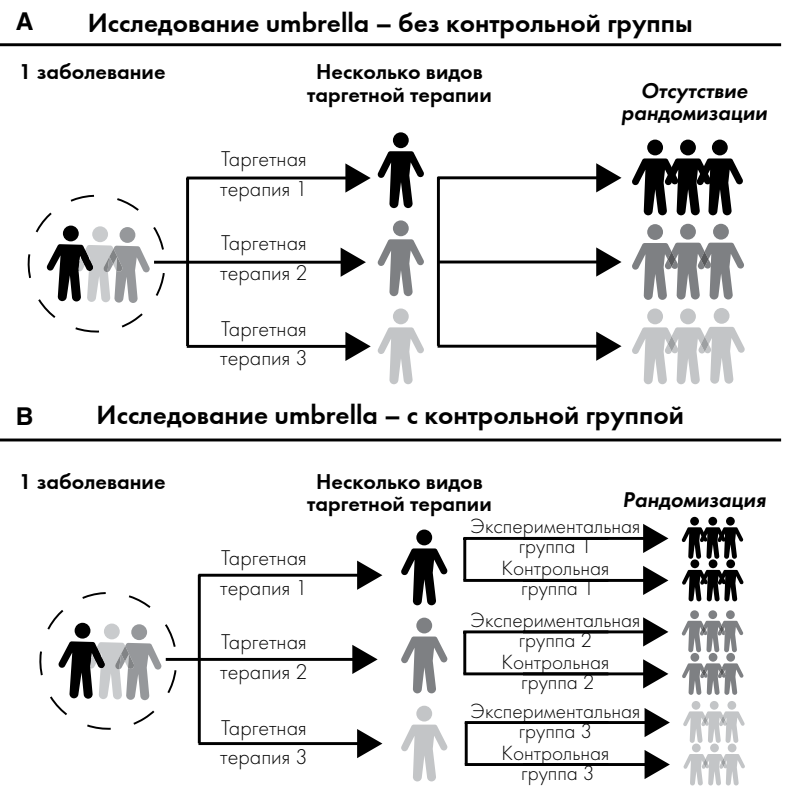 A Исследование umbrella – без контрольной группы
1 заболевание
Несколько видов
таргетной терапии
Отсутствие
рандомизации
Таргетная
терапия 1
Таргетная
терапия 2
Таргетная
терапия 3
B Исследование umbrella – с контрольной группой
1 заболевание
Несколько видов
таргетной терапии
Рандомизация
Таргетная
терапия 1
Таргетная
терапия 2
Таргетная
терапия 3
Экспериментальная
группа 1
Контрольная
группа 1
Экспериментальная
группа 2
Контрольная
группа 2
Экспериментальная
группа 3
Контрольная
группа 3